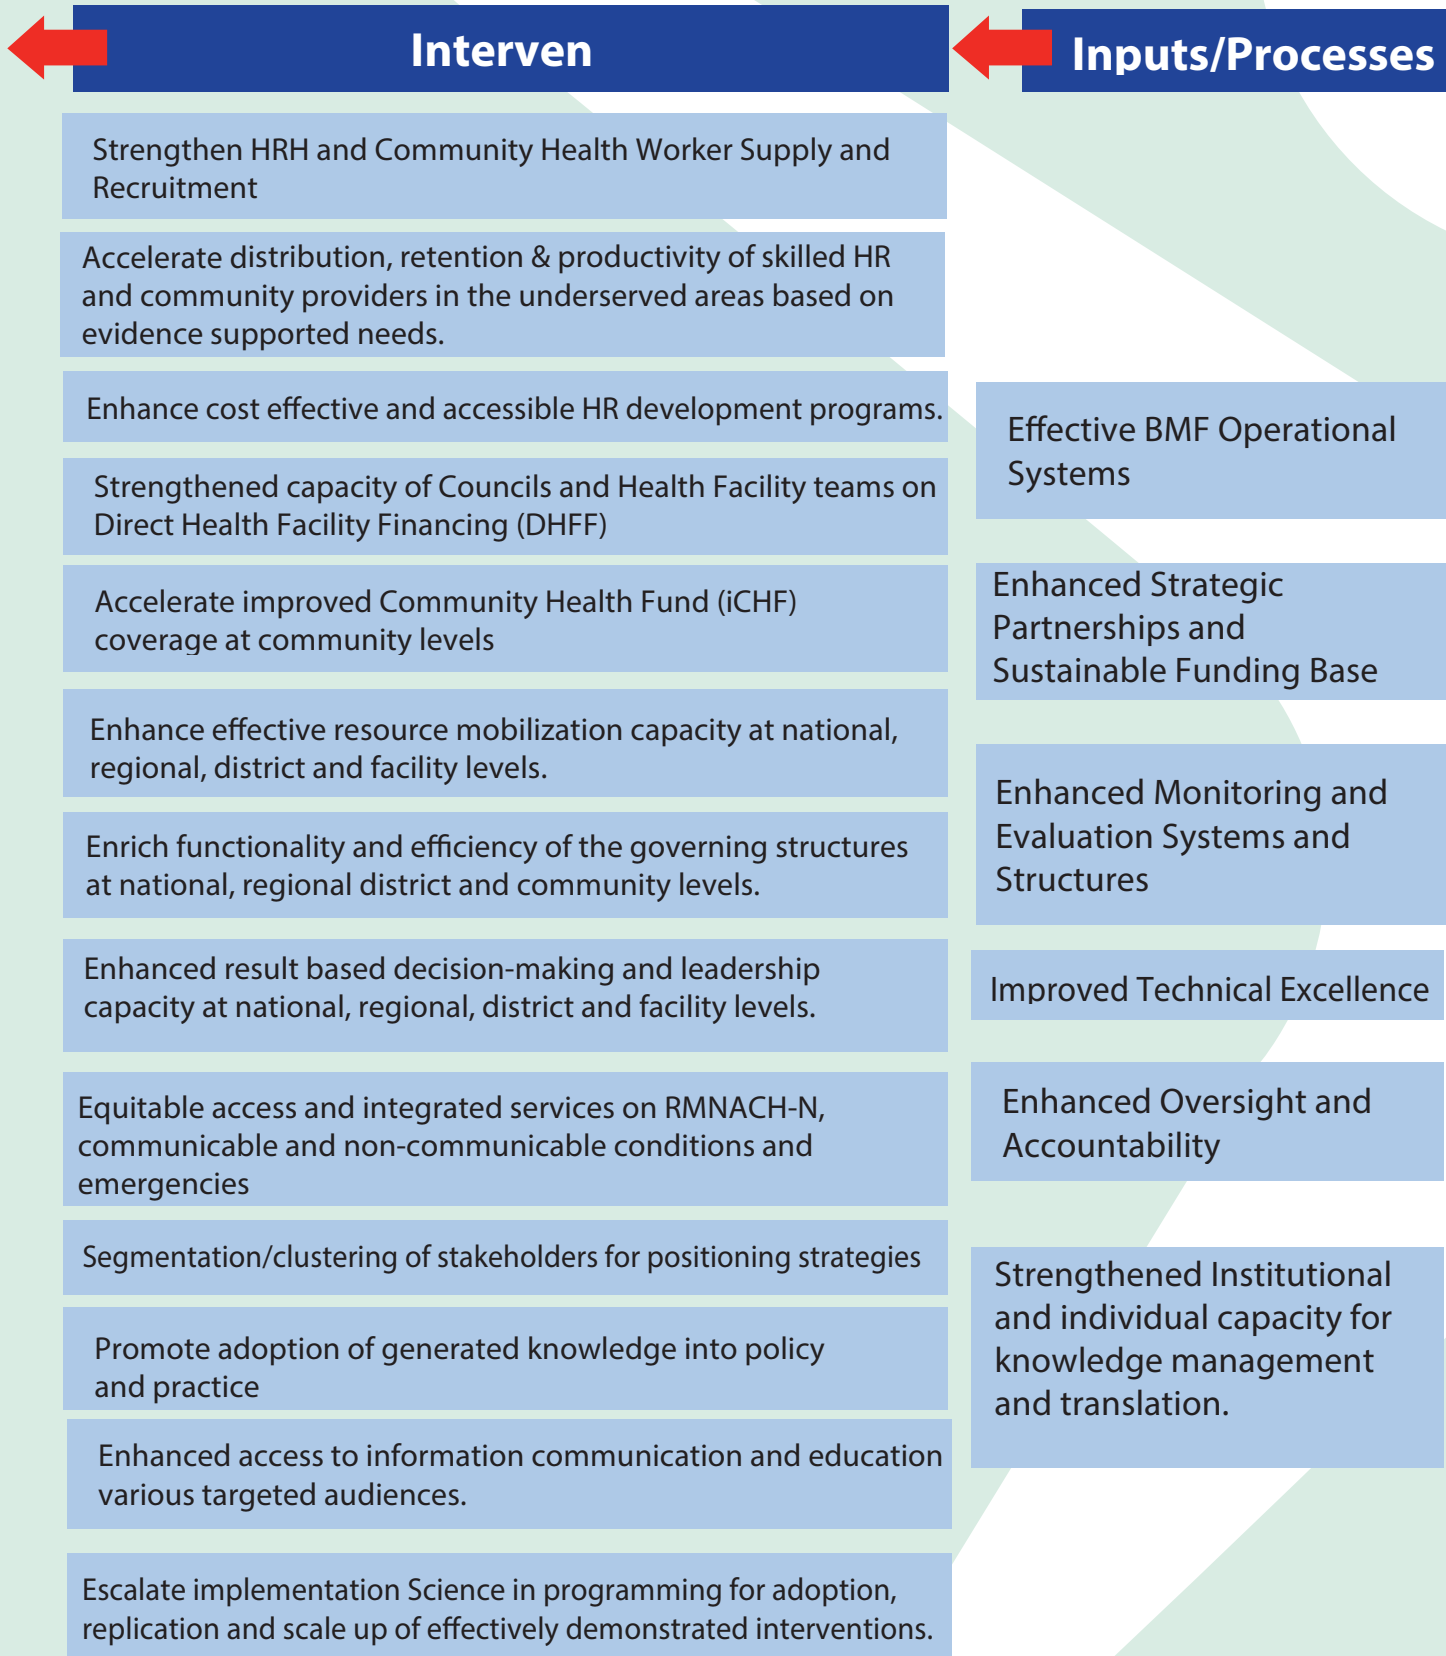 Interven
Strengthen HRH and Community Health Worker Supply and
Recruitment
Accelerate distribution, retention & productivity of skilled HR
and community providers in the underserved areas based on
evidence supported needs.
Enhance cost effective and accessible HR development programs.
Strengthened capacity of Councils and Health Facility teams on
Direct Health Facility Financing (DHFF)
Accelerate improved Community Health Fund (iCHF)
coverage at community levels
Enhance effective resource mobilization capacity at national,
regional, district and facility levels.
Enrich functionality and efficiency of the governing structures
at national, regional district and community levels.
Enhanced result based decision-making and leadership
capacity at national, regional, district and facility levels.
Equitable access and integrated services on RMNACH-N,
communicable and non-communicable conditions and
emergencies
Segmentation/clustering of stakeholders for positioning strategies
Promote adoption of generated knowledge into policy
and practice
Enhanced access to information communication and education
various targeted audiences.
Escalate implementation Science in programming for adoption,
replication and scale up of effectively demonstrated interventions.
Inputs/Processes
Effective BMF Operational
Systems
Enhanced Strategic
Partnerships and
Sustainable Funding Base
Enhanced Monitoring and
Evaluation Systems and
Structures
Improved Technical Excellence
Enhanced Oversight and
Accountability
Strengthened Institutional
and individual capacity for
knowledge management
and translation.